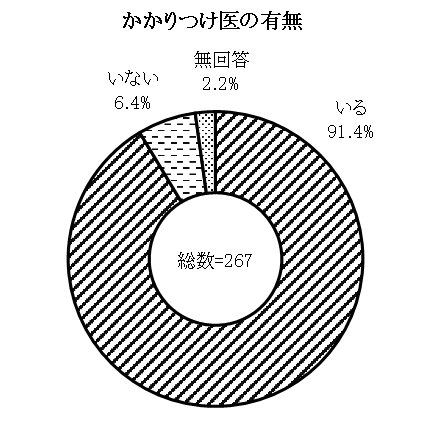 かかりつけ医の有無
無回答
2.2%
いない
6.4%
いる
91.4%
総数=267